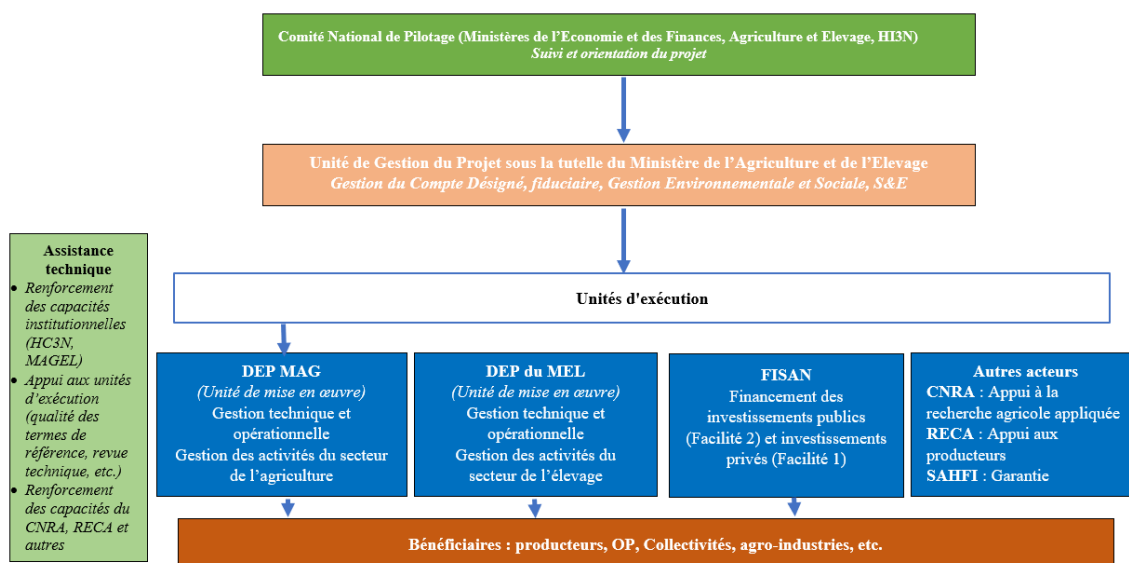 Comité National de Pilotage (Ministères de l'Economie et des Finances, Agriculture et Elevage, HI3N)
Suivi et orientation du projet
Unité de Gestion du Projet sous la tutelle du Ministère de l'Agriculture et de l'Elevage
Gestion du Compte Désigné, fiduciaire, Gestion Environnementale et Sociale, S&E
Assistance
technique
• Renforcement
des capacités
institutionnelles
(HC3N,
MAGEL)
• Appui aux unités
d'exécution
(qualité des
termes de
référence, revue
technique, etc.)
• Renforcement
des capacités du
CNRA, RECA et
autres
Unités d'exécution
DEP MAG
(Unité de mise en œuvre)
Gestion technique et
opérationnelle
Gestion des activités du secteur
de l'agriculture
DEP du MEL
(Unité de mise en œuvre)
Gestion technique et
opérationnelle
Gestion des activités du
secteur de l'élevage
FISAN
Financement des
investissements publics
(Facilité 2) et investissements
privés (Facilité 1)
Autres acteurs
CNRA : Appui à la
recherche agricole appliquée
RECA : Appui aux
producteurs
SAHFI : Garantie
Bénéficiaires : producteurs, OP, Collectivités, agro-industries, etc.